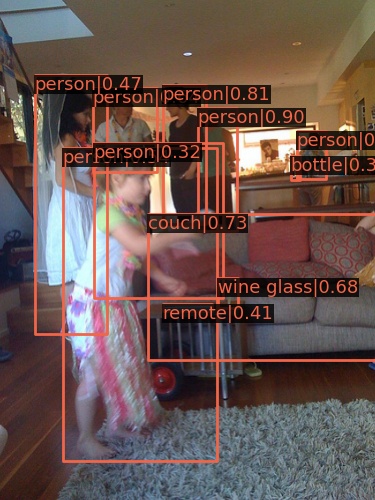 person|0.47
person|
person|0.81
person|0.90
person|0
per
person|0.32
bottle|0.3
couch|0.73
wine glass|0.68
remote|0.41